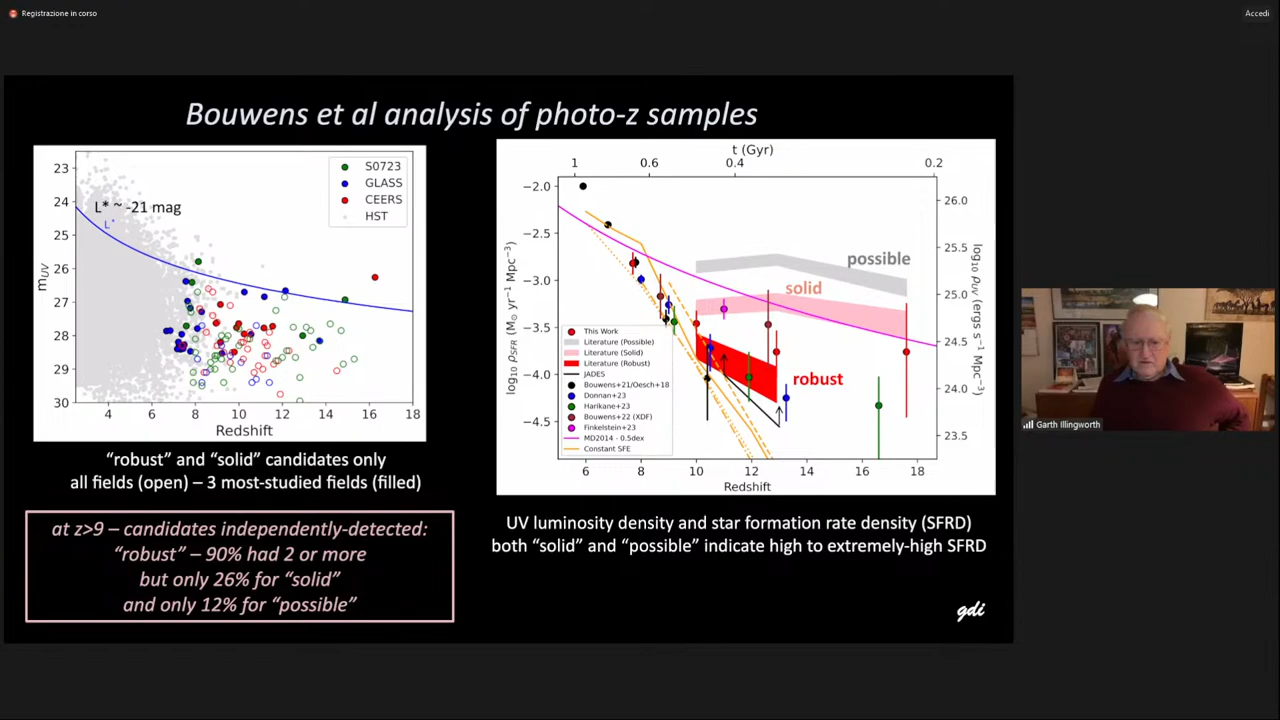 Registrazione in corso
Accedi
Bouwens et al analysis of photo-z samples
23
24
25
26
27
28
29
30
m_UV
L* ~ -21 mag
L*
S0723
GLASS
CEERS
HST
4 6 8 10 12 14 16 18
Redshift
"robust" and "solid" candidates only
all fields (open) – 3 most-studied fields (filled)
at z>9 – candidates independently-detected:
"robust" – 90% had 2 or more
but only 26% for "solid"
and only 12% for "possible"
t (Gyr)
1 0.6 0.4 0.2
−2.0
−2.5
−3.0
−3.5
−4.0
−4.5
log₁₀ ρ_SFR (M⊙ yr⁻¹ Mpc⁻³)
26.0
25.5
25.0
24.5
24.0
23.5
log₁₀ ρ_UV (ergs s⁻¹ Mpc⁻³)
possible
solid
robust
This Work
Literature (Possible)
Literature (Solid)
Literature (Robust)
JADES
Bouwens+21/Oesch+18
Donnan+23
Harikane+23
Bouwens+22 (XDF)
Finkelstein+23
MD2014 - 0.5dex
Constant SFE
6 8 10 12 14 16 18
Redshift
UV luminosity density and star formation rate density (SFRD)
both "solid" and "possible" indicate high to extremely-high SFRD
gdi
Garth Illingworth